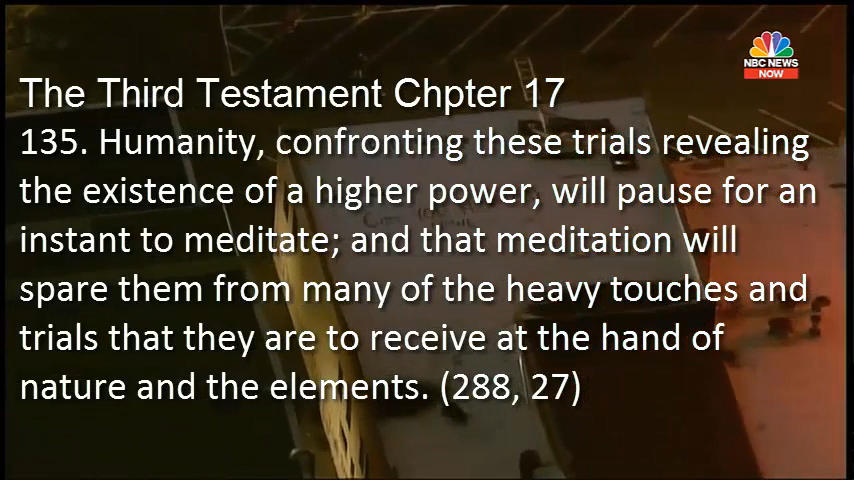 NBC NEWS
NOW
The Third Testament Chpter 17
135. Humanity, confronting these trials revealing
the existence of a higher power, will pause for an
instant to meditate; and that meditation will
spare them from many of the heavy touches and
trials that they are to receive at the hand of
nature and the elements. (288, 27)